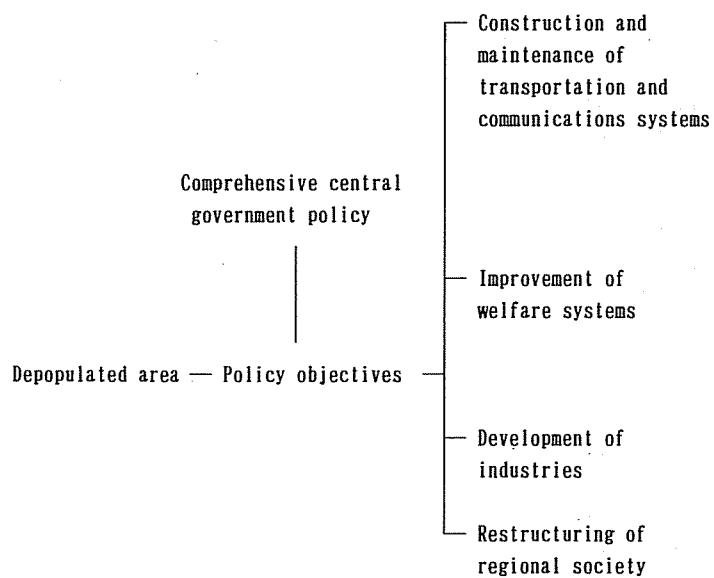 Construction and
maintenance of
transportation and
communications systems
Comprehensive central
government policy
Improvement of
welfare systems
Depopulated area — Policy objectives
Development of
industries
Restructuring of
regional society